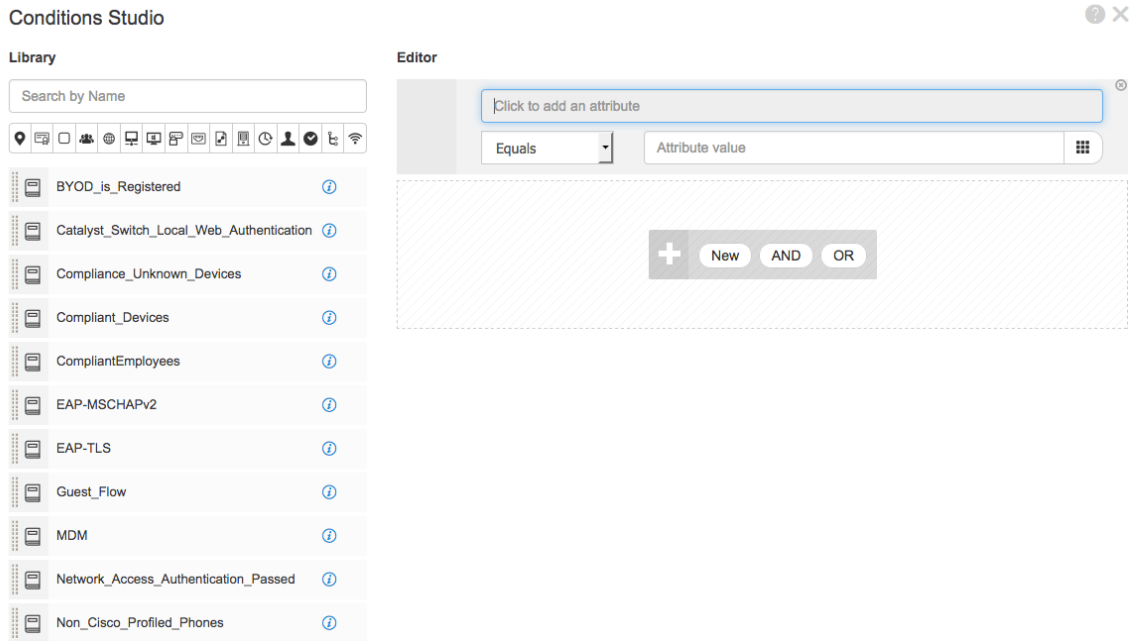 Conditions Studio
Library
Search by Name
BYOD_is_Registered
Catalyst_Switch_Local_Web_Authentication
Compliance_Unknown_Devices
Compliant_Devices
CompliantEmployees
EAP-MSCHAPv2
EAP-TLS
Guest_Flow
MDM
Network_Access_Authentication_Passed
Non_Cisco_Profiled_Phones
Editor
Click to add an attribute
Equals
Attribute value
New AND OR